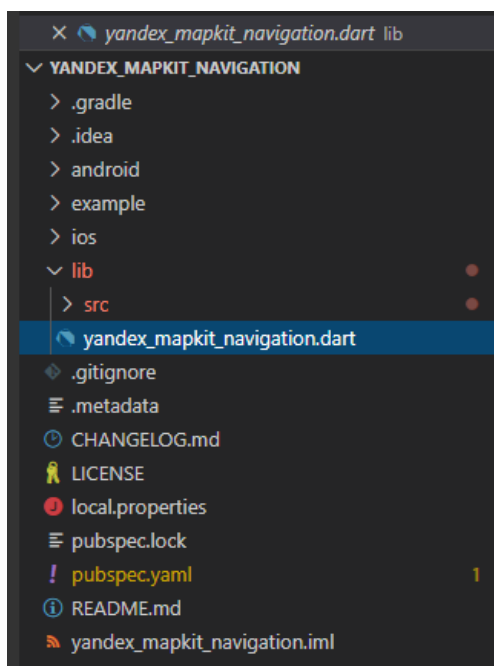 yandex_mapkit_navigation.dart lib
YANDEX_MAPKIT_NAVIGATION
.gradle
.idea
android
example
ios
lib
src
yandex_mapkit_navigation.dart
.gitignore
.metadata
CHANGELOG.md
LICENSE
local.properties
pubspec.lock
pubspec.yaml 1
README.md
yandex_mapkit_navigation.iml